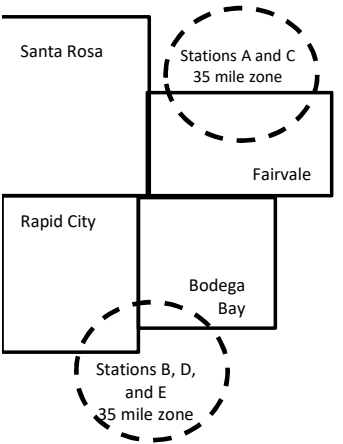 Santa Rosa
Stations A and C
35 mile zone
Fairvale
Rapid City
Bodega
Bay
Stations B, D,
and E
35 mile zone